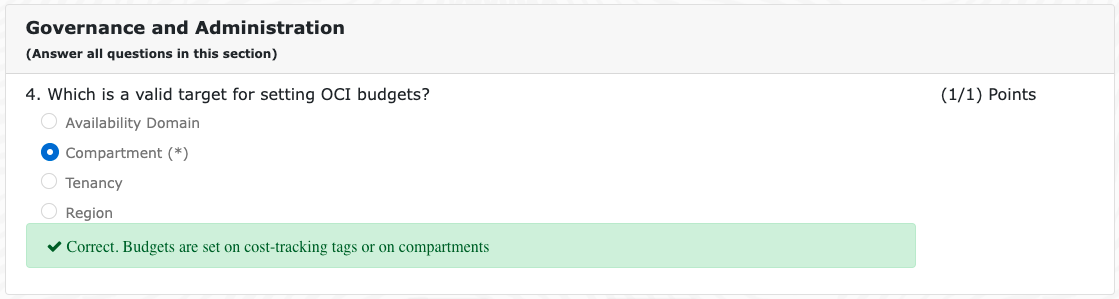 Governance and Administration
(Answer all questions in this section)
4. Which is a valid target for setting OCI budgets? (1/1) Points
Availability Domain
Compartment (*)
Tenancy
Region
Correct. Budgets are set on cost-tracking tags or on compartments